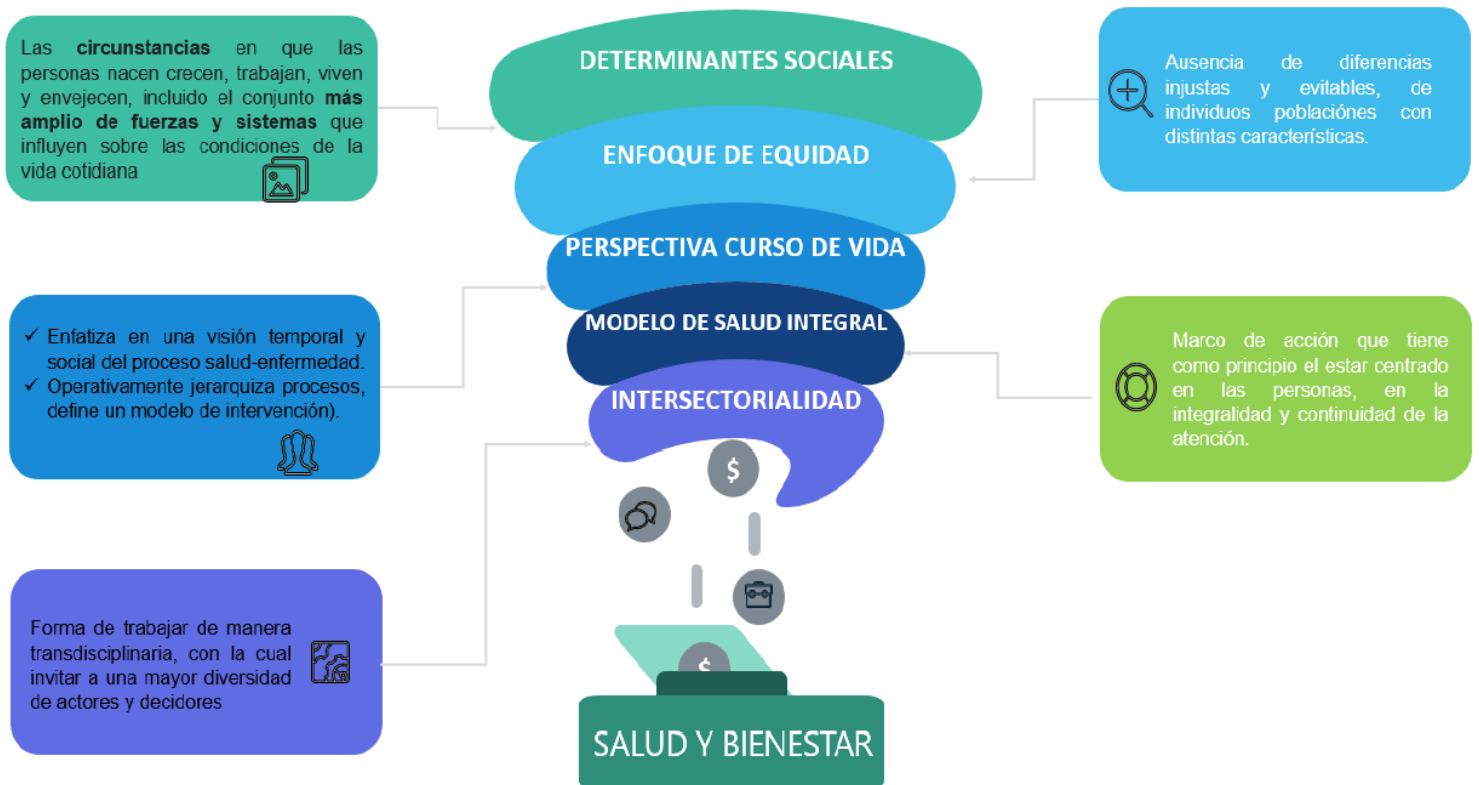 Las circunstancias en que las
personas nacen crecen, trabajan, viven
y envejecen, incluido el conjunto más
amplio de fuerzas y sistemas que
influyen sobre las condiciones de la
vida cotidiana
DETERMINANTES SOCIALES
Ausencia de diferencias
injustas y evitables, de
individuos poblaciónes con
distintas característicás.
ENFOQUE DE EQUIDAD
PERSPECTIVA CURSO DE VIDA
✓ Enfatiza en una visión temporal y
social del proceso salud-enfermedad.
✓ Operativamente jerarquiza procesos,
define un modelo de intervención).
MODELO DE SALUD INTEGRAL
Marco de acción que tiene
como principio el estar centrado
en las personas, en la
integralidad y continuidad de la
atención.
INTERSECTORIALIDAD
$
Forma de trabajar de manera
transdisciplinaria, con la cual
invitar a una mayor diversidad
de actores y decidores
$
SALUD Y BIENESTAR